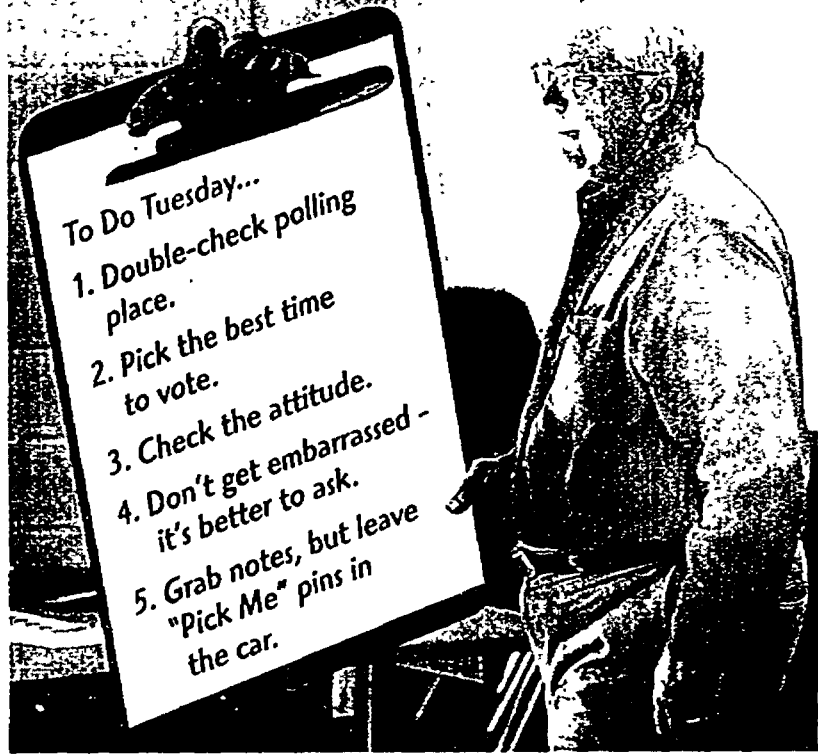 To Do Tuesday...
1. Double-check polling
place.
2. Pick the best time
to vote.
3. Check the attitude.
4. Don't get embarrassed –
it's better to ask.
5. Grab notes, but leave
"Pick Me" pins in
the car.